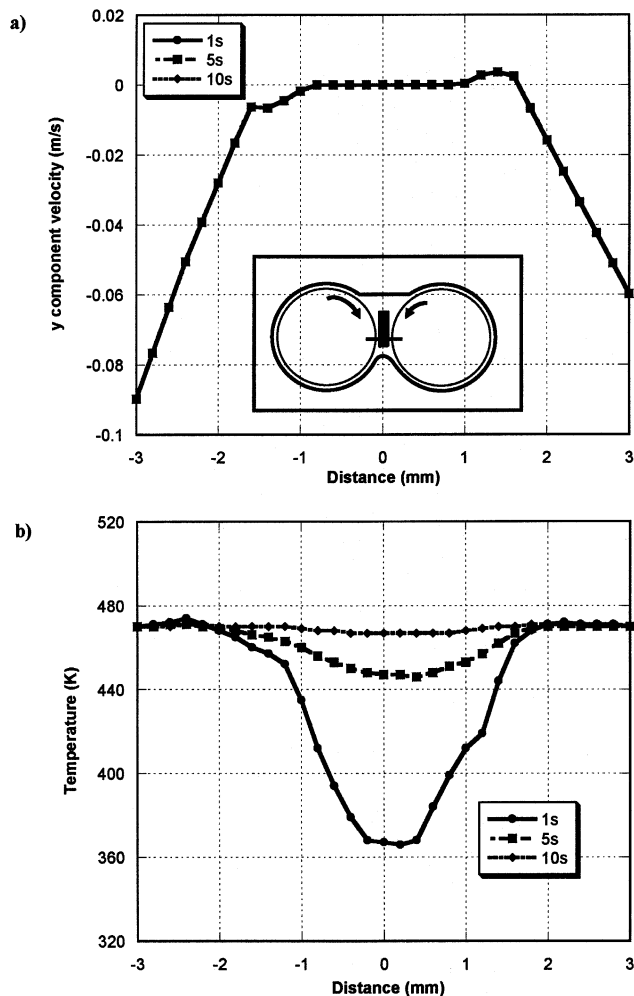 a)
0.02
0
-0.02
-0.04
-0.06
-0.08
-0.1
y component velocity (m/s)
1s
5s
10s
-3
-2
-1
0
1
2
3
Distance (mm)
b)
520
480
440
400
360
320
Temperature (K)
1s
5s
10s
-3
-2
-1
0
1
2
3
Distance (mm)